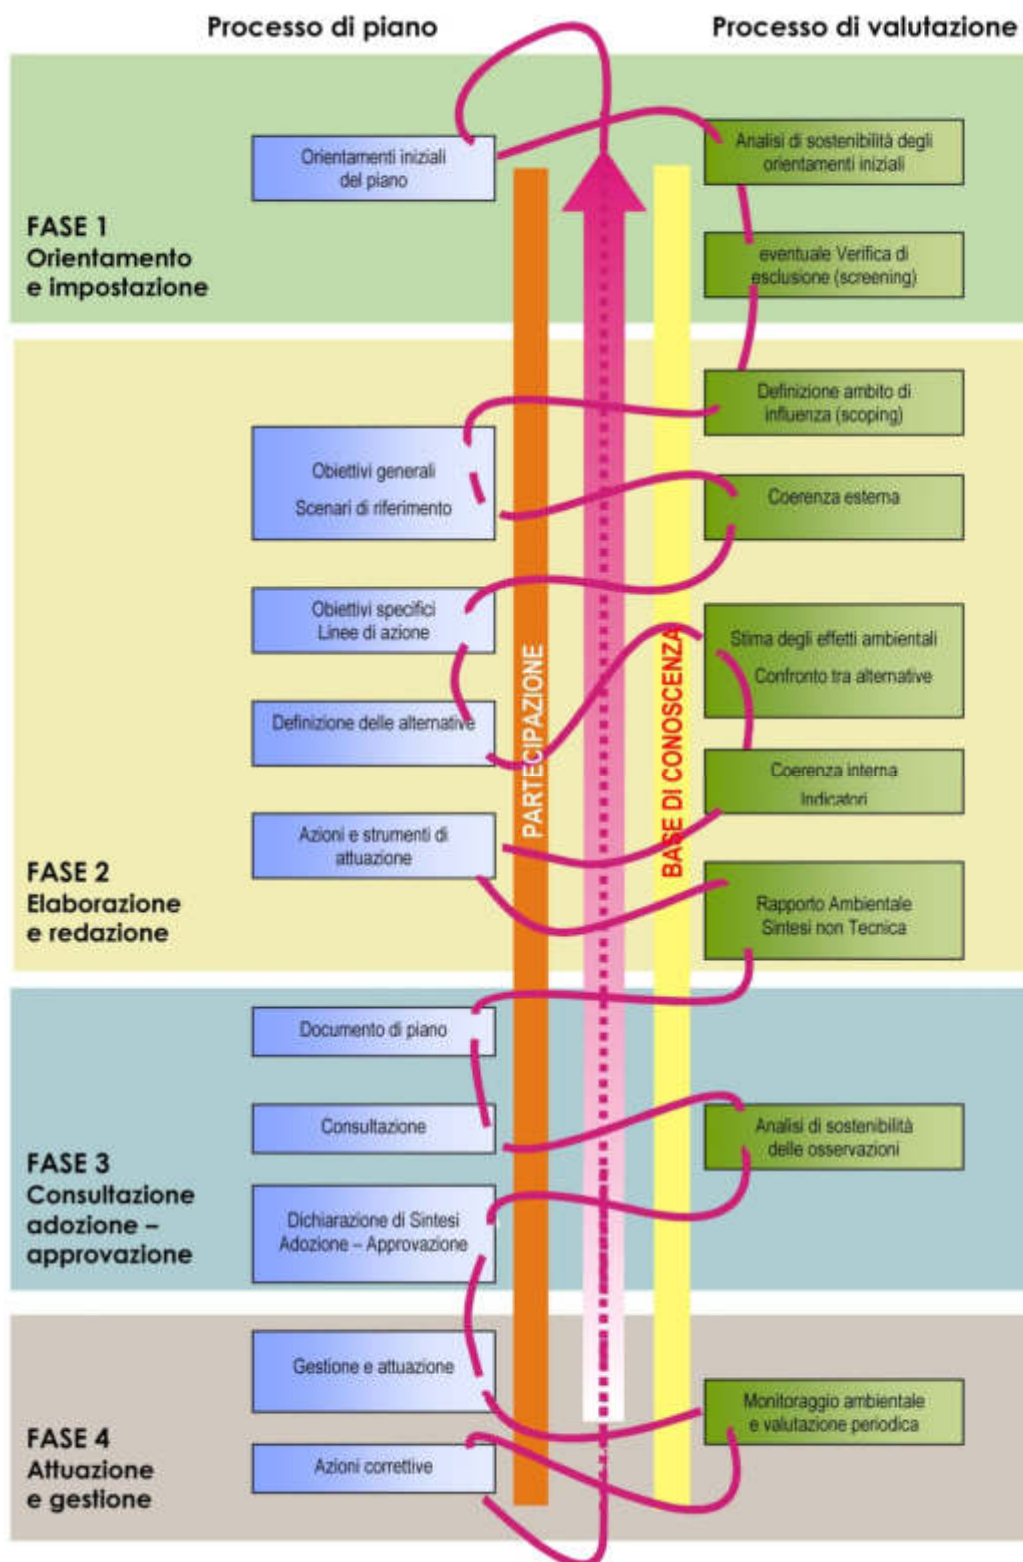 Processo di piano
Processo di valutazione
FASE 1
Orientamento
e impostazione
Orientamenti iniziali
del piano
Analisi di sostenibilità degli
orientamenti iniziali
eventuale Verifica di
esclusione (screening)
FASE 2
Elaborazione
e redazione
Definizione ambito di
influenza (scoping)
Obiettivi generali
Scenari di riferimento
Coerenza esterna
Obiettivi specifici
Linee di azione
Stima degli effetti ambientali
Confronto tra alternative
Definizione delle alternative
Coerenza interna
Indicatori
Azioni e strumenti di
attuazione
Rapporto Ambientale
Sintesi non Tecnica
PARTECIPAZIONE
BASE DI CONOSCENZA
FASE 3
Consultazione
adozione –
approvazione
Documento di piano
Consultazione
Analisi di sostenibilità
delle osservazioni
Dichiarazione di Sintesi
Adozione – Approvazione
FASE 4
Attuazione
e gestione
Gestione e attuazione
Monitoraggio ambientale
e valutazione periodica
Azioni correttive